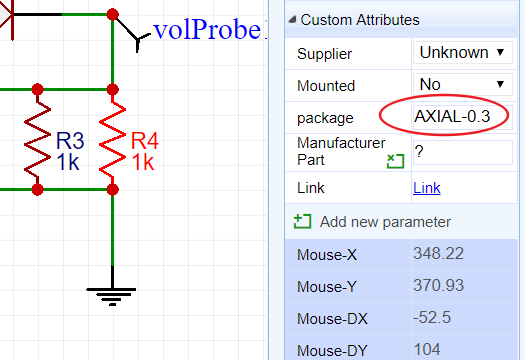 volProbe1
R3
1k
R4
1k
Custom Attributes
Supplier Unknown
Mounted No
package AXIAL-0.3
Manufacturer
Part ?
Link Link
Add new parameter
Mouse-X 348.22
Mouse-Y 370.93
Mouse-DX -52.5
Mouse-DY 104